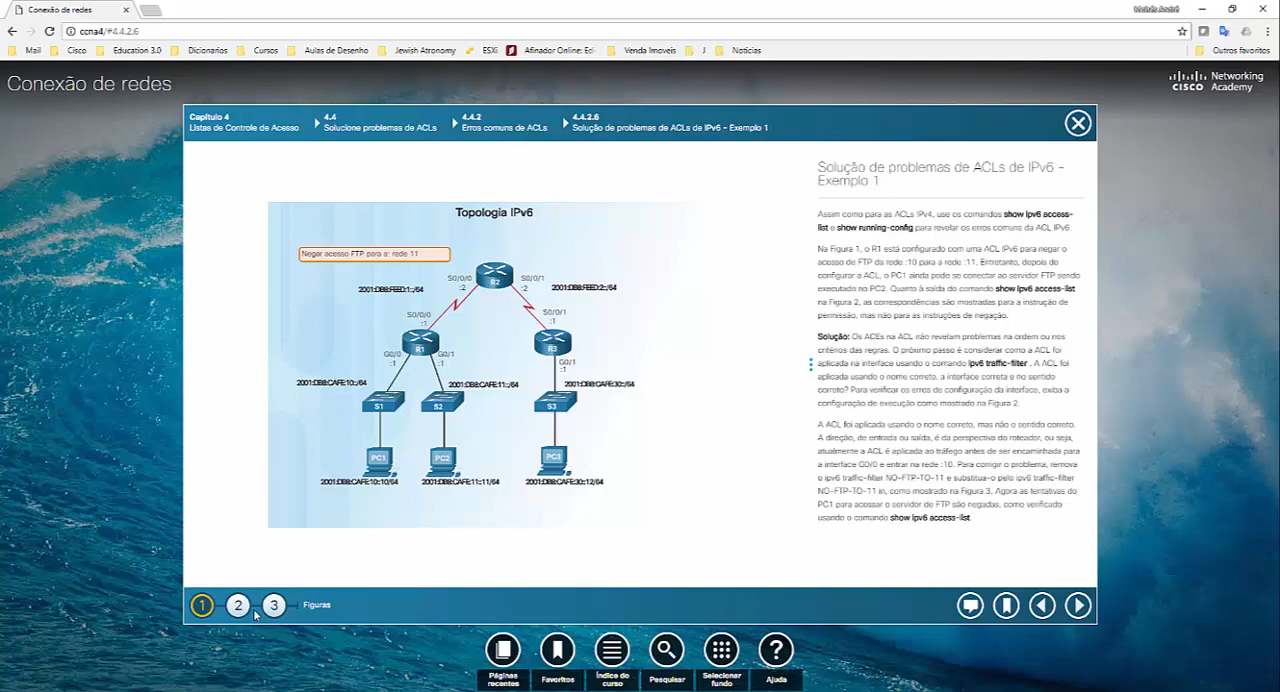 Conexão de redes
Moisés André
ccna4/#4.4.2.6
Mail
Cisco
Education 3.0
Dicionarios
Cursos
Aulas de Desenho
Jewish Atronomy
ESXi
Afinador Online: Edi
Venda Imoveis
J
Notícias
Outros favoritos
Conexão de redes
CISCO
Networking
Academy
Capítulo 4
Listas de Controle de Acesso
4.4
Solucione problemas de ACLs
4.4.2
Erros comuns de ACLs
4.4.2.6
Solução de problemas de ACLs de IPv6 – Exemplo 1
Topologia IPv6
Negar acesso FTP para a: rede 11
R2
S0/0/0
:2
S0/0/1
:2
2001:DB8:FEED:1::/64
2001:DB8:FEED:2::/64
S0/0/0
:1
S0/0/1
:1
R1
R3
G0/0
:1
G0/1
:1
G0/1
:1
2001:DB8:CAFE:10::/64
2001:DB8:CAFE:11::/64
2001:DB8:CAFE:30::/64
S1
S2
S3
PC1
PC2
PC3
2001:DB8:CAFE:10::10/64
2001:DB8:CAFE:11::11/64
2001:DB8:CAFE:30::12/64
Solução de problemas de ACLs de IPv6 –
Exemplo 1
Assim como para as ACLs IPv4, use os comandos show ipv6 access-
list e show running-config para revelar os erros comuns da ACL IPv6.
Na Figura 1, o R1 está configurado com uma ACL IPv6 para negar o
acesso de FTP da rede :10 para a rede :11. Entretanto, depois de
configurar a ACL, o PC1 ainda pode se conectar ao servidor FTP sendo
executado no PC2. Quanto à saída do comando show ipv6 access-list
na Figura 2, as correspondências são mostradas para a instrução de
permissão, mas não para as instruções de negação.
Solução: Os ACEs na ACL não revelam problemas na ordem ou nos
critérios das regras. O próximo passo é considerar como a ACL foi
aplicada na interface usando o comando ipv6 traffic-filter . A ACL foi
aplicada usando o nome correto, a interface correta e no sentido
correto? Para verificar os erros de configuração da interface, exiba a
configuração de execução como mostrado na Figura 2.
A ACL foi aplicada usando o nome correto, mas não o sentido correto.
A direção, de entrada ou saída, é da perspectiva do roteador, ou seja,
atualmente a ACL é aplicada ao tráfego antes de ser encaminhada para
a interface G0/0 e entrar na rede :10. Para corrigir o problema, remova
o ipv6 traffic-filter NO-FTP-TO-11 e substitua-o pelo ipv6 traffic-filter
NO-FTP-TO-11 in, como mostrado na Figura 3. Agora as tentativas do
PC1 para acessar o servidor de FTP são negadas, como verificado
usando o comando show ipv6 access-list.
1
2
3
Figuras
Páginas
recentes
Favoritos
Índice do
curso
Pesquisar
Selecionar
fundo
?
Ajuda